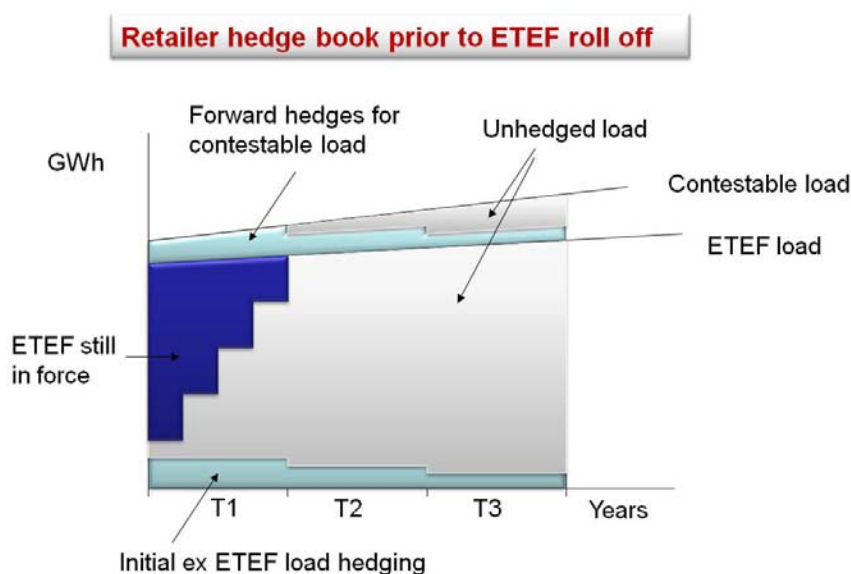 Retailer hedge book prior to ETEF roll off
Forward hedges for
contestable load
Unhedged load
GWh
Contestable load
ETEF load
ETEF still
in force
T1
T2
T3
Years
Initial ex ETEF load hedging